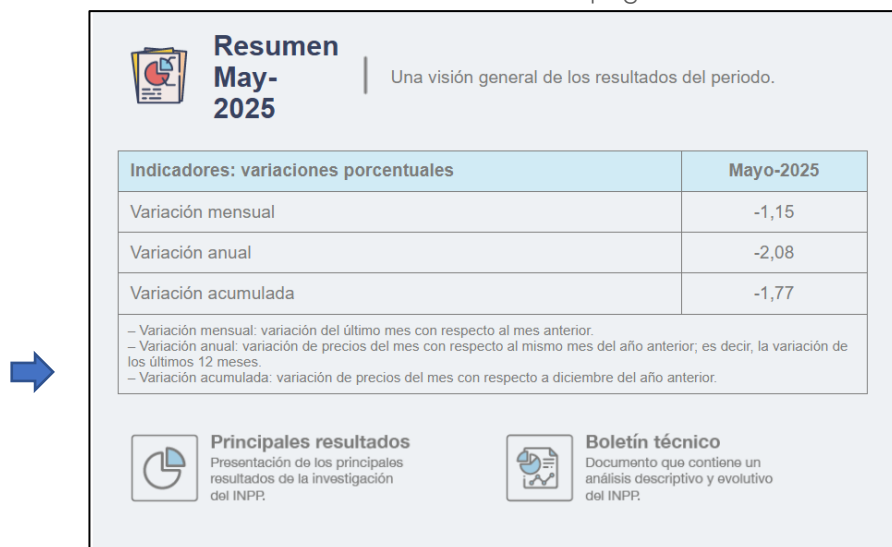 Resumen
May-
2025
Una visión general de los resultados del periodo.
Indicadores: variaciones porcentuales Mayo-2025
Variación mensual -1,15
Variación anual -2,08
Variación acumulada -1,77
– Variación mensual: variación del último mes con respecto al mes anterior.
– Variación anual: variación de precios del mes con respecto al mismo mes del año anterior; es decir, la variación de
los últimos 12 meses.
– Variación acumulada: variación de precios del mes con respecto a diciembre del año anterior.
Principales resultados
Presentación de los principales
resultados de la investigación
del INPP.
Boletín técnico
Documento que contiene un
análisis descriptivo y evolutivo
del INPP.